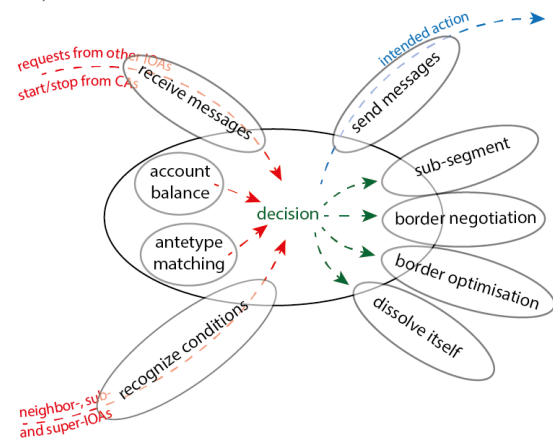 requests from other IOAs
start/stop from CAs
receive messages
intended action
send messages
account
balance
antetype
matching
decision
sub-segment
border negotiation
border optimisation
dissolve itself
recognize conditions
neighbor-, sub-
and super-IOAs